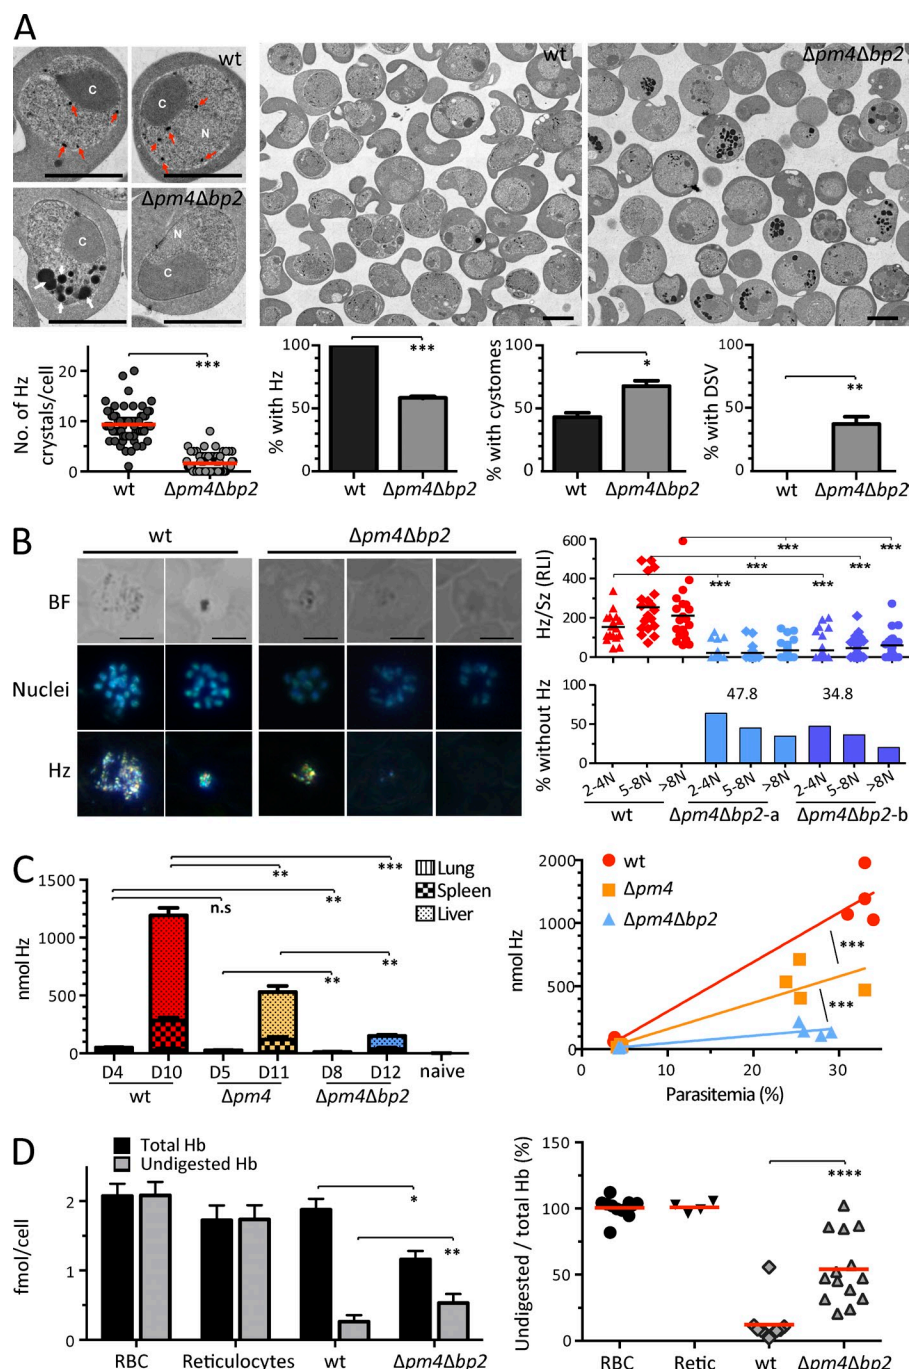 A
wt
C
C
N
Δpm4Δbp2
C
N
C
wt
Δpm4Δbp2
No. of Hz
crystals/cell
20
10
0
***
wt
Δpm4Δbp2
% with Hz
100
50
0
***
wt
Δpm4Δbp2
% with cystomes
100
50
0
*
wt
Δpm4Δbp2
% with DSV
100
50
0
**
wt
Δpm4Δbp2
B
wt
Δpm4Δbp2
BF
Nuclei
Hz
Hz/Sz (RLI)
600
400
200
0
***
***
***
***
***
***
% without Hz
100
50
0
47.8
34.8
2-4N
5-8N
>8N
2-4N
5-8N
>8N
2-4N
5-8N
>8N
wt
Δpm4Δbp2-a
Δpm4Δbp2-b
C
nmol Hz
1500
1000
500
0
***
**
**
n.s
**
**
Lung
Spleen
Liver
D4
D10
D5
D11
D8
D12
naive
wt
Δpm4
Δpm4Δbp2
nmol Hz
2000
1000
500
0
wt
Δpm4
Δpm4Δbp2
***
***
0
10
20
30
Parasitemia (%)
D
Total Hb
Undigested Hb
fmol/cell
2
1
0
*
**
RBC
Reticulocytes
wt
Δpm4Δbp2
Undigested / total Hb (%)
150
100
50
0
****
RBC
Retic
wt
Δpm4Δbp2